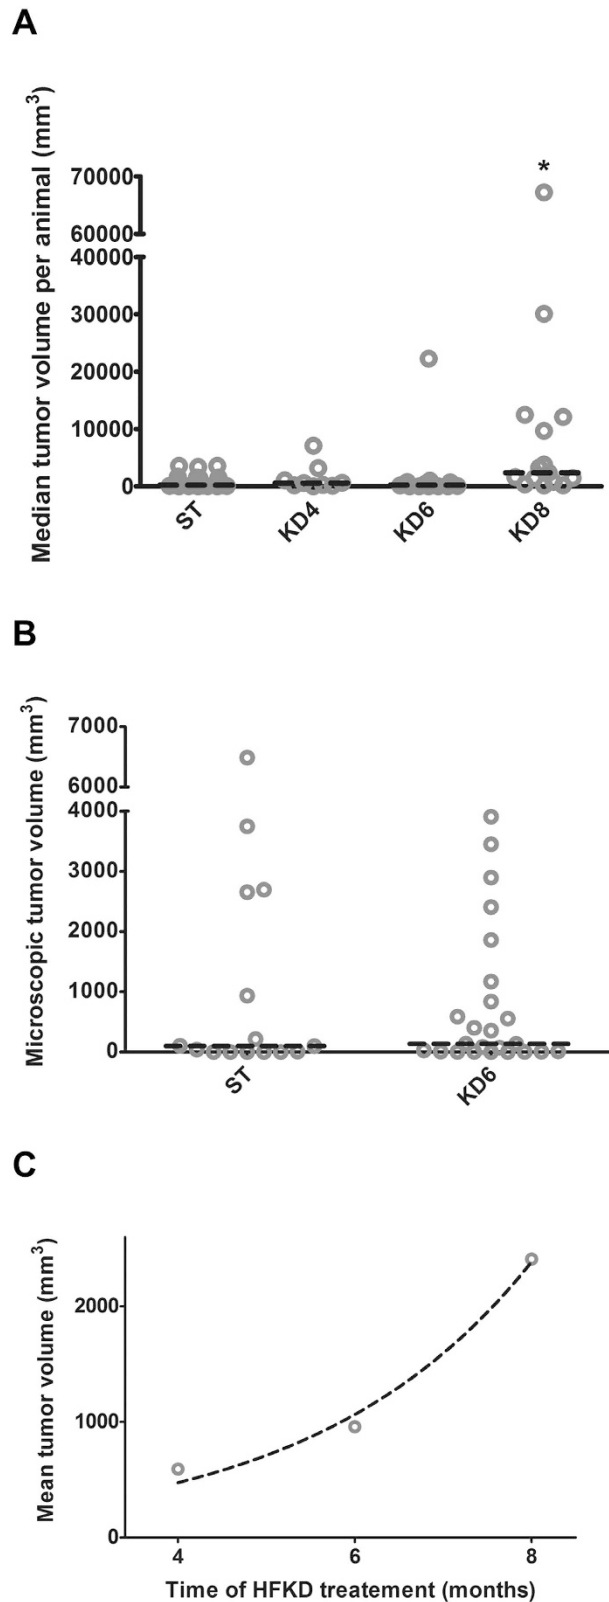 A
Median tumor volume per animal (mm³)
70000
60000
40000
30000
20000
10000
0
*
ST
KD4
KD6
KD8
B
Microscopic tumor volume (mm³)
7000
6000
4000
3000
2000
1000
0
ST
KD6
C
Mean tumor volume (mm³)
2000
1000
0
4
6
8
Time of HFKD treatement (months)